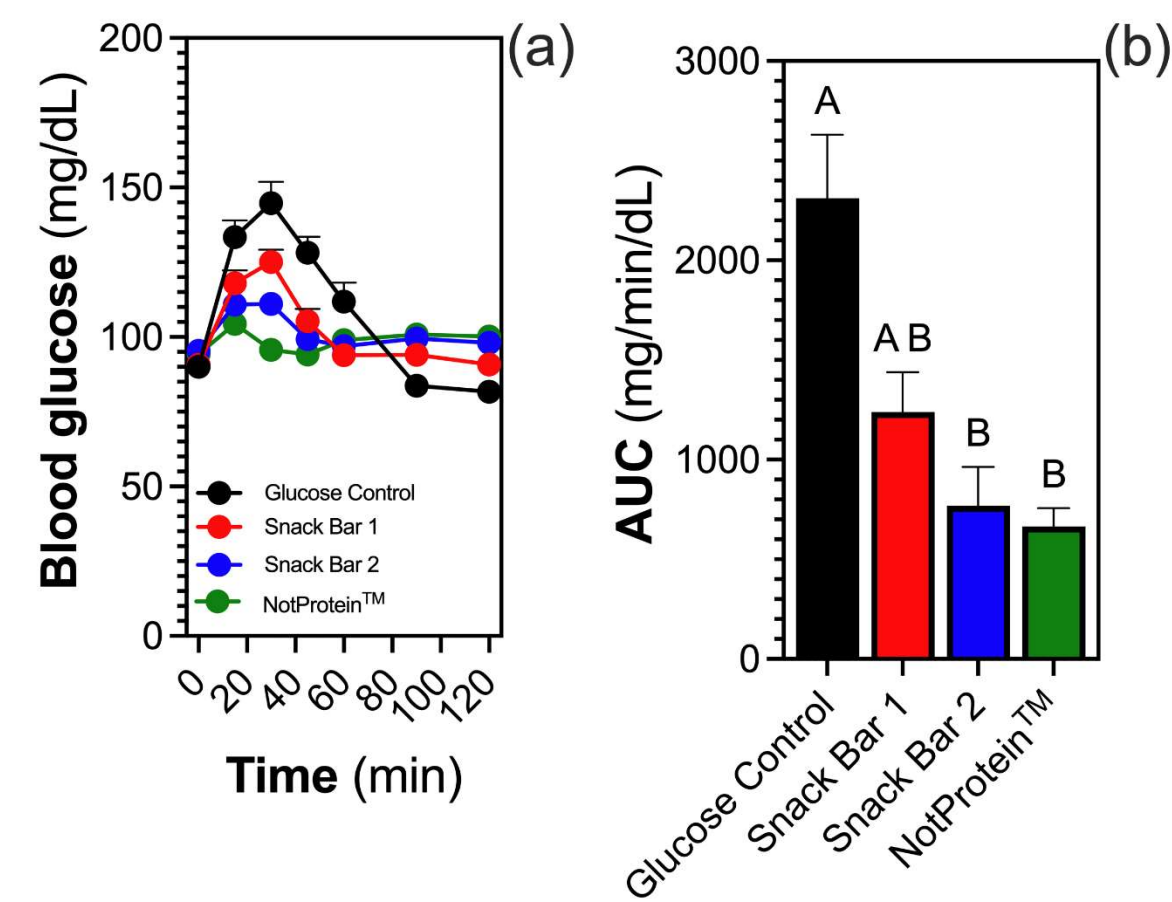 (a)
200
150
100
50
0
Blood glucose (mg/dL)
Glucose Control
Snack Bar 1
Snack Bar 2
NotProtein™
0 20 40 60 80 100 120
Time (min)
(b)
3000
2000
1000
0
AUC (mg/min/dL)
A
A B
B
B
Glucose Control
Snack Bar 1
Snack Bar 2
NotProtein™